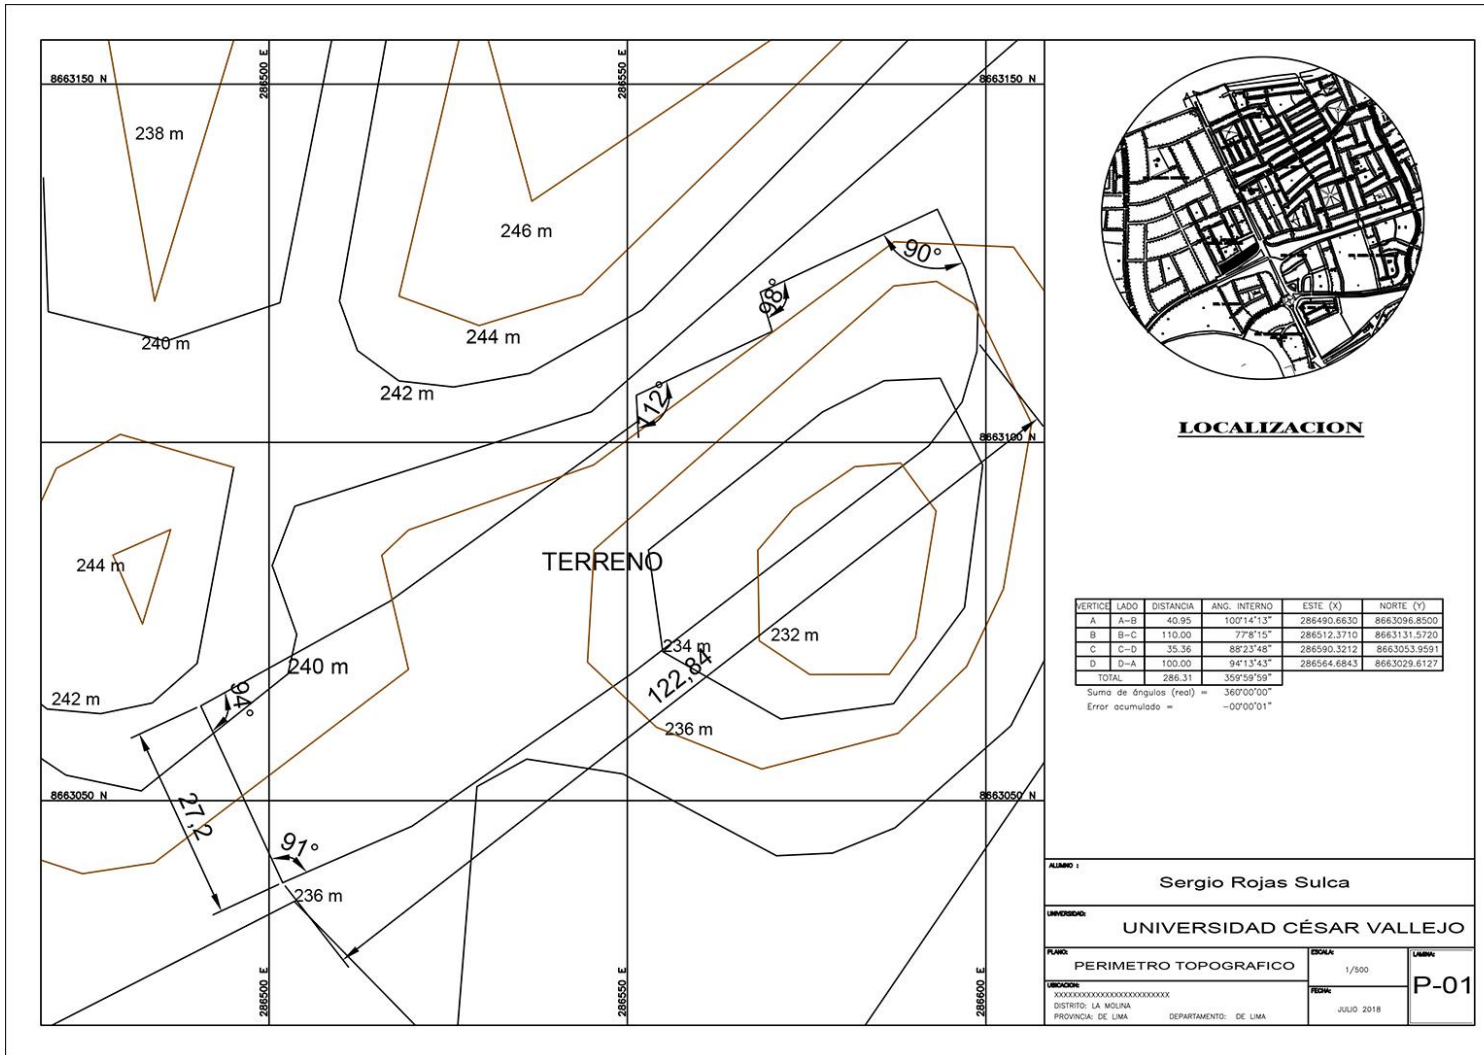 8663150 N
286500 E
286550 E
8663150 N
238 m
246 m
90°
98°
244 m
240 m
242 m
112°
8663100 N
LOCALIZACION
TERRENO
244 m
232 m
234 m
240 m
122,84
94°
242 m
236 m
8663050 N
8663050 N
27,2
91°
236 m
286500 E
286550 E
286600 E
VERTICE LADO DISTANCIA ANG. INTERNO ESTE (X) NORTE (Y)
A A-B 40.95 100°14'13" 286490.6630 8663096.8500
B B-C 110.00 77°8'15" 286512.3710 8663131.5720
C C-D 35.36 88°23'48" 286590.3212 8663053.9591
D D-A 100.00 94°13'43" 286564.6843 8663029.6127
TOTAL 286.31 359°59'59"
Suma de ángulos (real) = 360°00'00"
Error acumulado = -00°00'01"
ALUMNO :
Sergio Rojas Sulca
UNIVERSIDAD:
UNIVERSIDAD CÉSAR VALLEJO
PLANO:
PERIMETRO TOPOGRAFICO
ESCALA:
1/500
LAMINA:
P-01
UBICACION:
XXXXXXXXXXXXXXXXXXXXXXXXX
DISTRITO: LA MOLINA
PROVINCIA: DE LIMA DEPARTAMENTO: DE LIMA
FECHA:
JULIO 2018